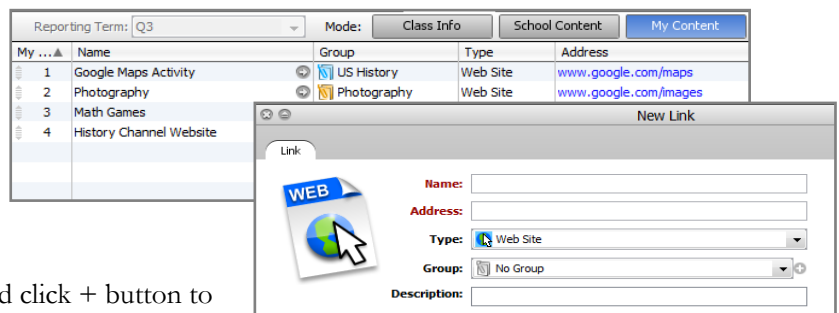 Reporting Term: Q3 Mode: Class Info School Content My Content
My ... Name Group Type Address
1 Google Maps Activity US History Web Site www.google.com/maps
2 Photography Photography Web Site www.google.com/images
3 Math Games
4 History Channel Website
New Link
Link
WEB
Name:
Address:
Type: Web Site
Group: No Group
Description:
d click + button to